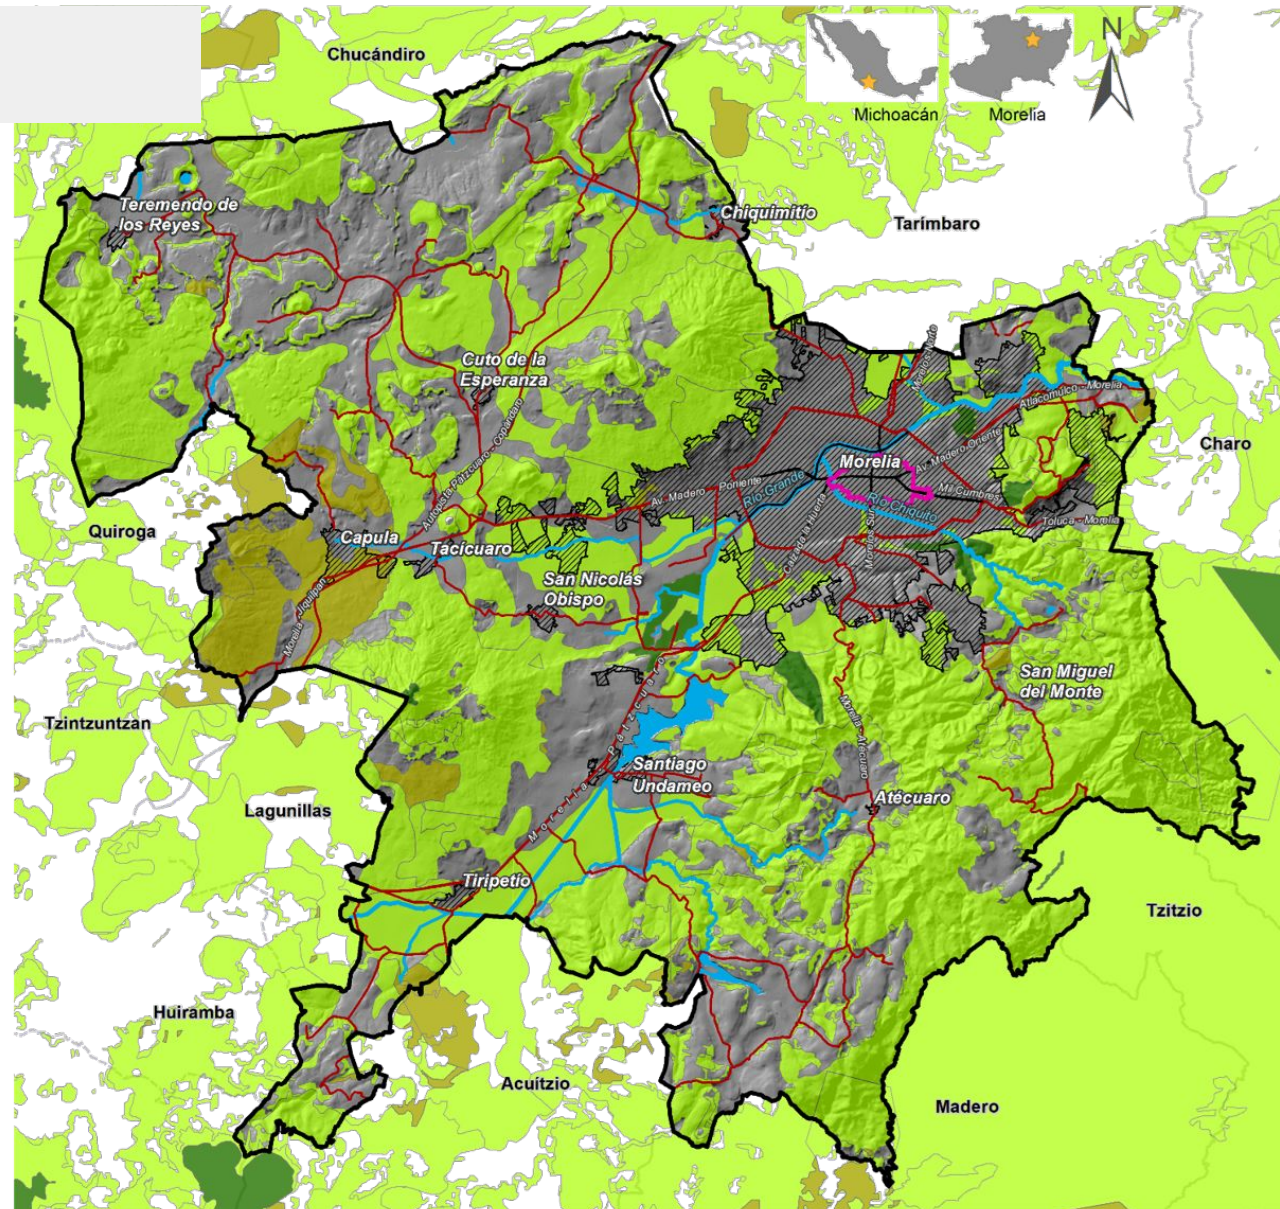 N
Chucándiro
Michoacán
Morelia
Teremendo de
los Reyes
Chiquimitío
Tarímbaro
Cuto de la
Esperanza
Atlacomulco - Morelia
Autopista Pátzcuaro - Copándaro
Charo
Av. Madero Oriente
Morelia
Av. Madero Poniente
Río Grande
Mil Cumbres
Río Chiquito
Toluca - Morelia
Quiroga
Capula
Tacícuaro
San Nicolás
Obispo
Morelia - Jiquilpan
San Miguel
del Monte
Tzintzuntzan
Morelia - Pátzcuaro
Morelia - Atécuaro
Santiago
Undameo
Atécuaro
Lagunillas
Tiripetío
Tzitzio
Huiramba
Acuítzio
Madero